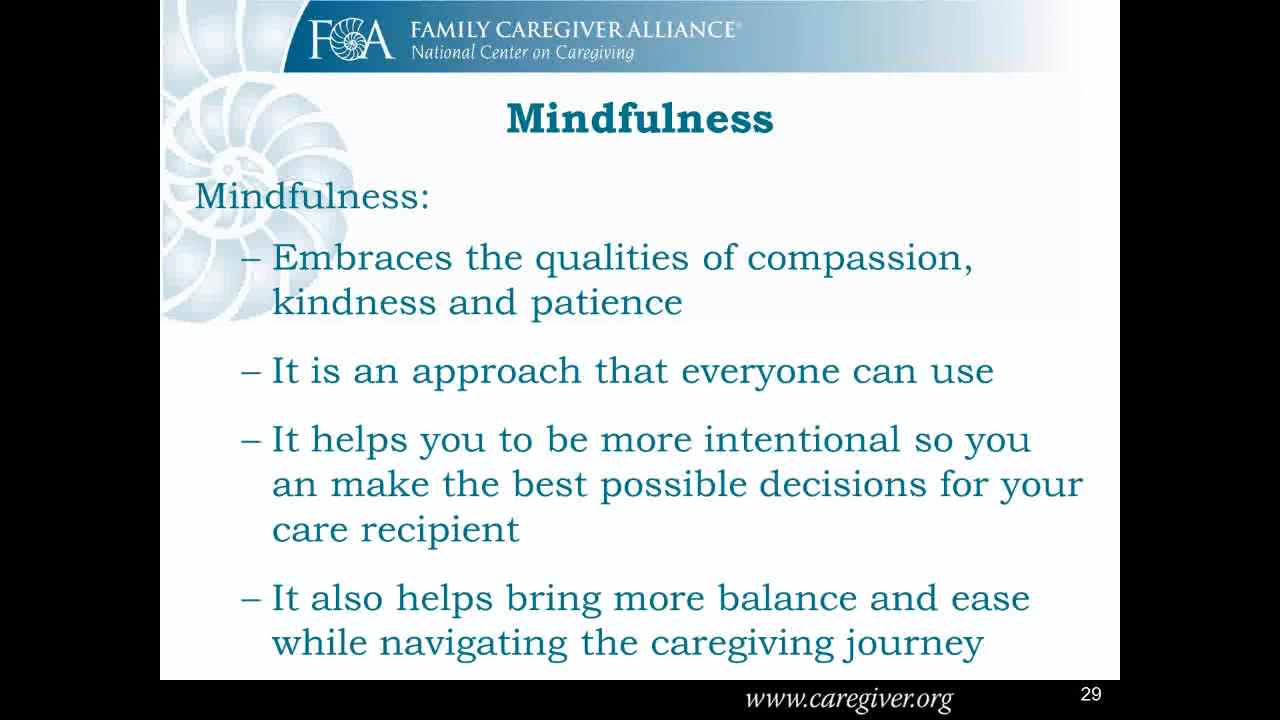 FCA FAMILY CAREGIVER ALLIANCE®
National Center on Caregiving
Mindfulness
Mindfulness:
– Embraces the qualities of compassion,
kindness and patience
– It is an approach that everyone can use
– It helps you to be more intentional so you
an make the best possible decisions for your
care recipient
– It also helps bring more balance and ease
while navigating the caregiving journey
www.caregiver.org
29